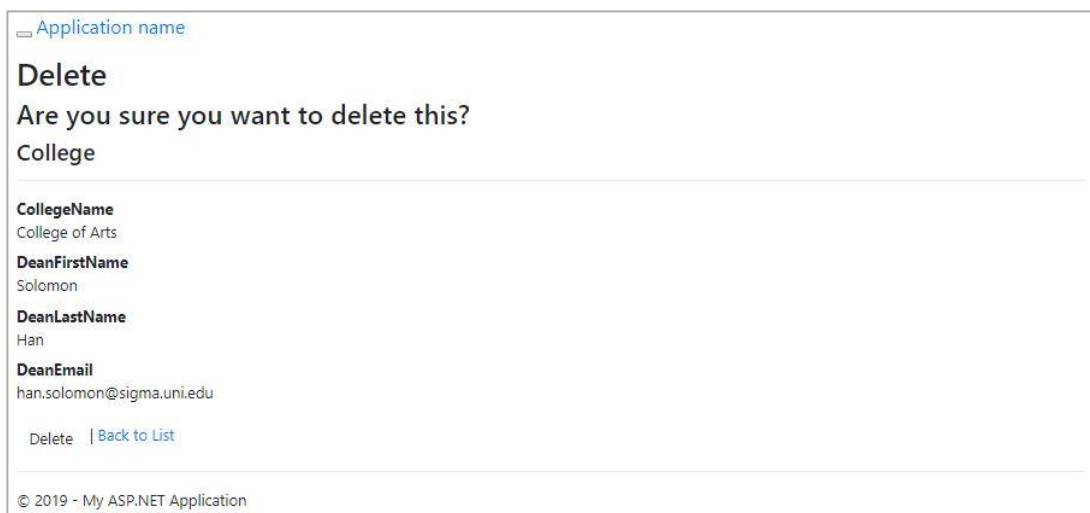 Application name
Delete
Are you sure you want to delete this?
College
CollegeName
College of Arts
DeanFirstName
Solomon
DeanLastName
Han
DeanEmail
han.solomon@sigma.uni.edu
Delete | Back to List
© 2019 - My ASP.NET Application